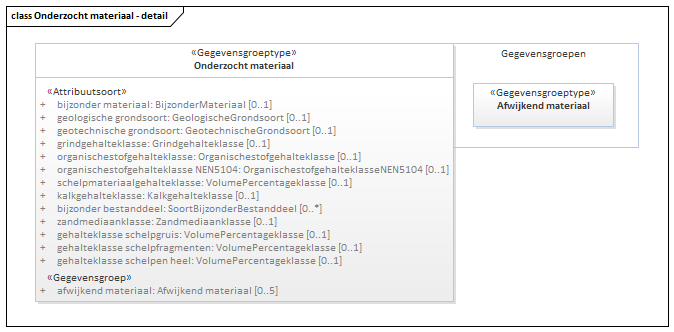 class Onderzocht materiaal - detail
«Gegevensgroeptype»
Onderzocht materiaal
«Attribuutsoort»
+ bijzonder materiaal: BijzonderMateriaal [0..1]
+ geologische grondsoort: GeologischeGrondsoort [0..1]
+ geotechnische grondsoort: GeotechnischeGrondsoort [0..1]
+ grindgehalteklasse: Grindgehalteklasse [0..1]
+ organischestofgehalteklasse: Organischestofgehalteklasse [0..1]
+ organischestofgehalteklasse NEN5104: OrganischestofgehalteklasseNEN5104 [0..1]
+ schelpmateriaalgehalteklasse: VolumePercentageklasse [0..1]
+ kalkgehalteklasse: Kalkgehalteklasse [0..1]
+ bijzonder bestanddeel: SoortBijzonderBestanddeel [0..*]
+ zandmediaanklasse: Zandmediaanklasse [0..1]
+ gehalteklasse schelpgruis: VolumePercentageklasse [0..1]
+ gehalteklasse schelpfragmenten: VolumePercentageklasse [0..1]
+ gehalteklasse schelpen heel: VolumePercentageklasse [0..1]
«Gegevensgroep»
+ afwijkend materiaal: Afwijkend materiaal [0..5]
Gegevensgroepen
«Gegevensgroeptype»
Afwijkend materiaal